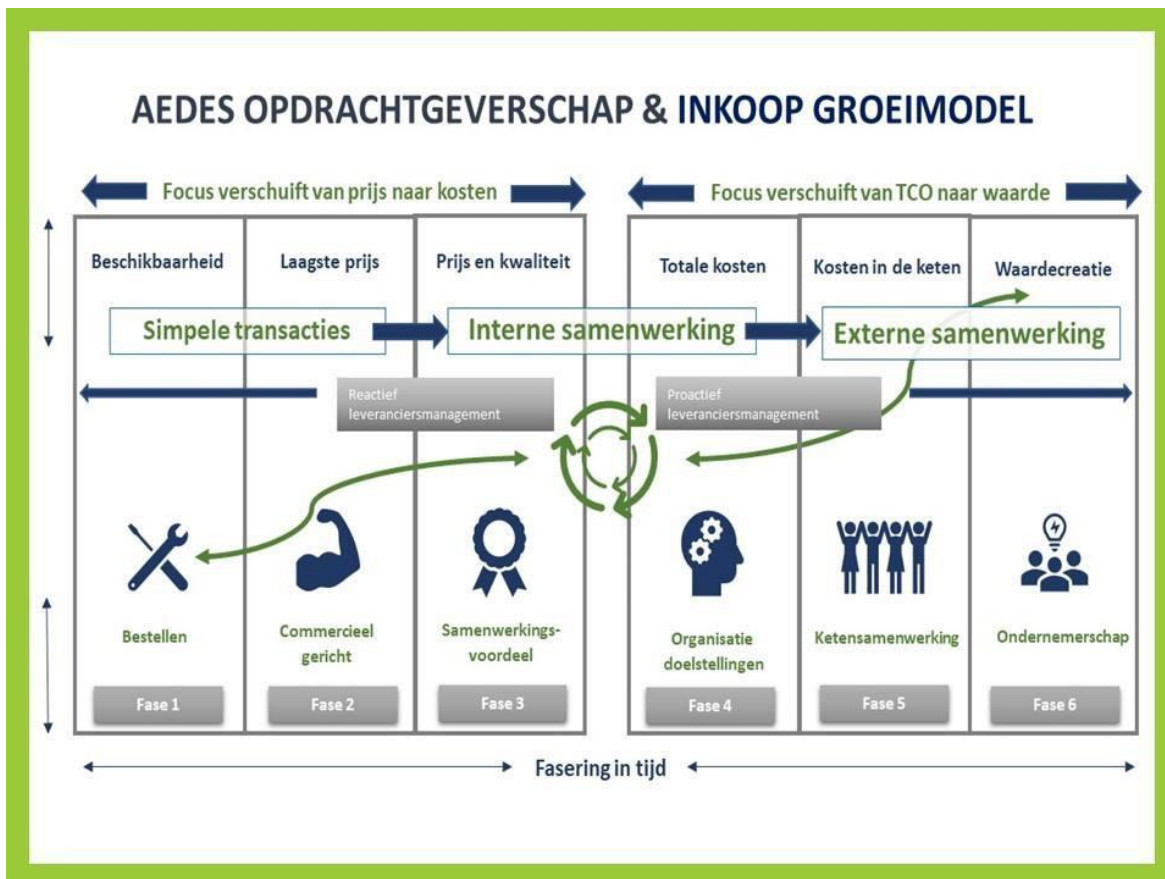 AEDES OPDRACHTGEVERSCHAP & INKOOP GROEIMODEL
Focus verschuift van prijs naar kosten
Focus verschuift van TCO naar waarde
Beschikbaarheid
Laagste prijs
Prijs en kwaliteit
Totale kosten
Kosten in de keten
Waardecreatie
Simpele transacties
Interne samenwerking
Externe samenwerking
Reactief
leveranciersmanagement
Proactief
leveranciersmanagement
Bestellen
Commercieel
gericht
Samenwerkings-
voordeel
Organisatie
doelstellingen
Ketensamenwerking
Ondernemerschap
Fase 1
Fase 2
Fase 3
Fase 4
Fase 5
Fase 6
Fasering in tijd